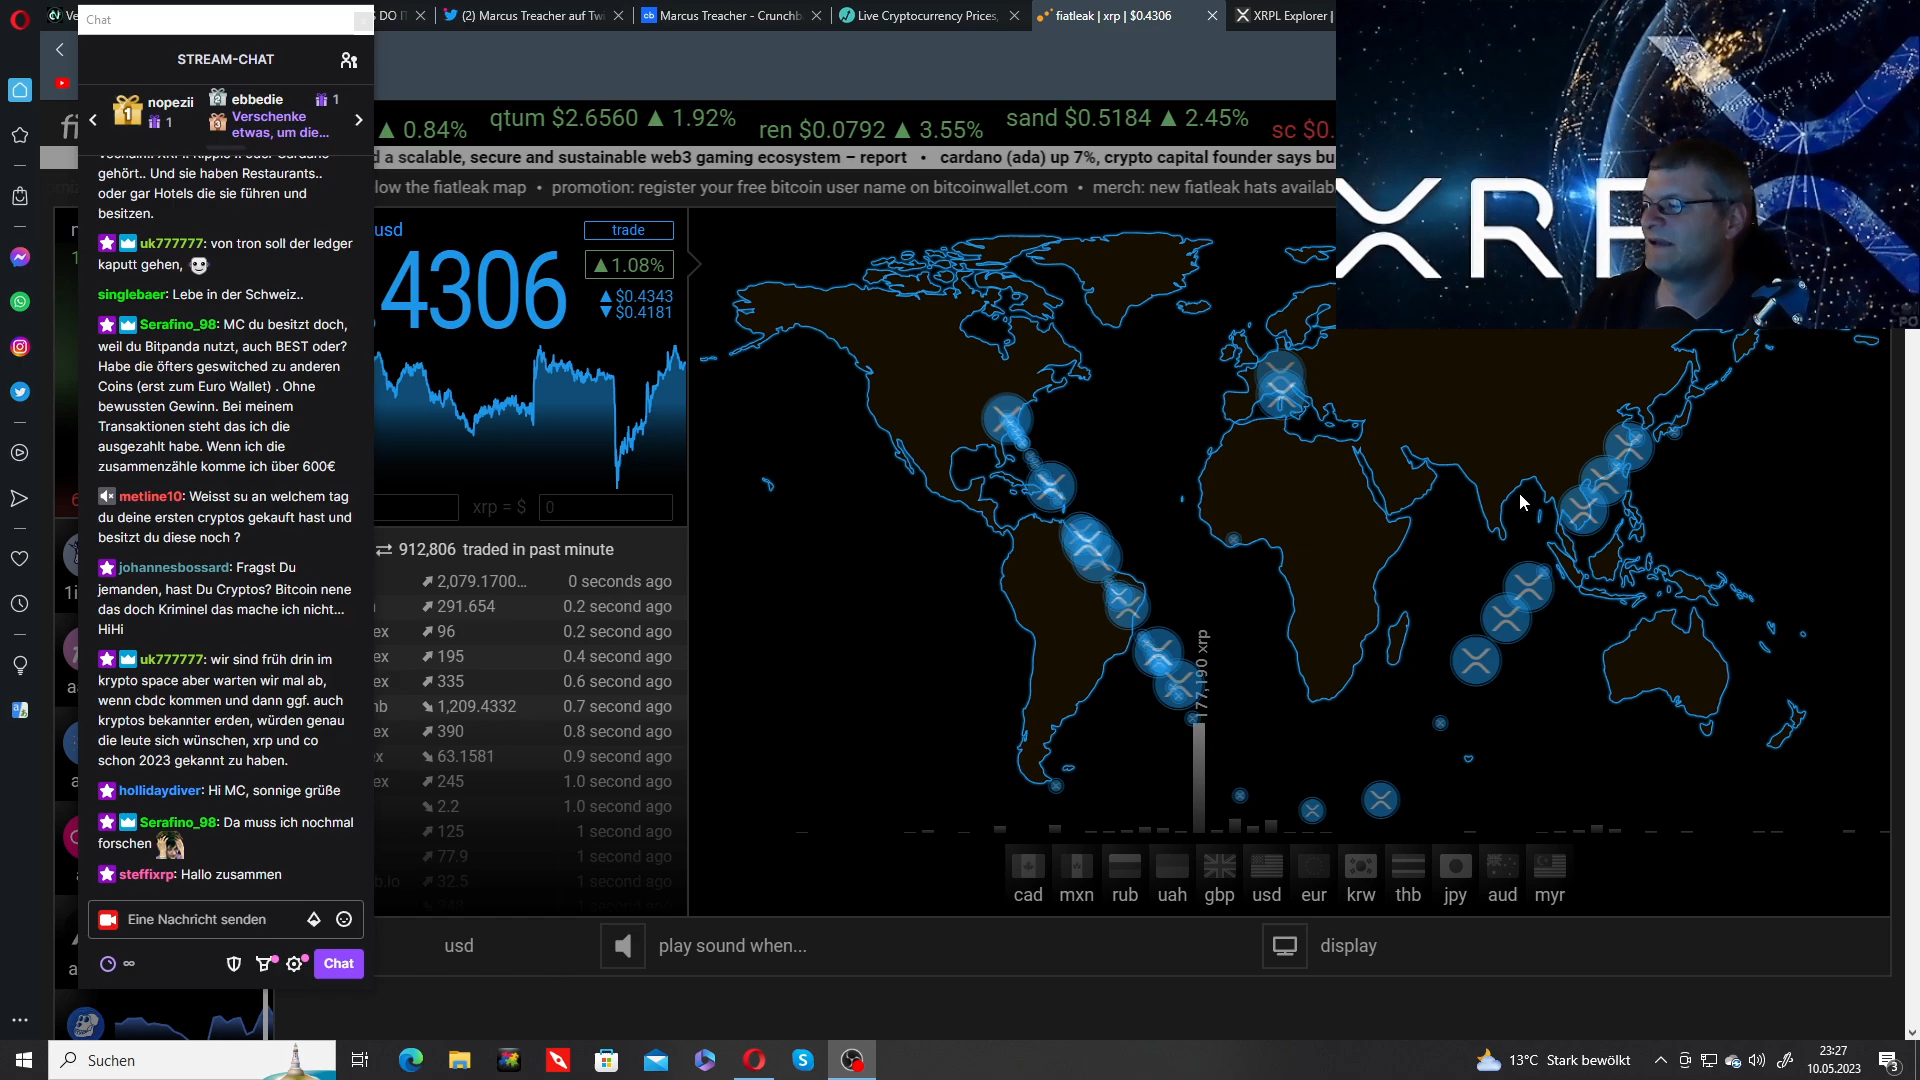 Chat
S DO I
(2) Marcus Treacher auf Twi
Marcus Treacher - Crunchb
Live Cryptocurrency Prices,
fiatleak | xrp | $0.4306
XRPL Explorer |
STREAM-CHAT
nopezii
1
1
ebbedie
1
Verschenke
etwas, um die...
gehört.. Und sie haben Restaurants..
oder gar Hotels die sie führen und
besitzen.
uk777777: von tron soll der ledger
kaputt gehen,
singlebaer: Lebe in der Schweiz..
Serafino_98: MC du besitzt doch,
weil du Bitpanda nutzt, auch BEST oder?
Habe die öfters geswitched zu anderen
Coins (erst zum Euro Wallet) . Ohne
bewussten Gewinn. Bei meinem
Transaktionen steht das ich die
ausgezahlt habe. Wenn ich die
zusammenzähle komme ich über 600€
metline10: Weisst su an welchem tag
du deine ersten cryptos gekauft hast und
besitzt du diese noch ?
johannesbossard: Fragst Du
jemanden, hast Du Cryptos? Bitcoin nene
das doch Kriminel das mache ich nicht...
HiHi
uk777777: wir sind früh drin im
krypto space aber warten wir mal ab,
wenn cbdc kommen und dann ggf. auch
kryptos bekannter erden, würden genau
die leute sich wünschen, xrp und co
schon 2023 gekannt zu haben.
hollidaydiver: Hi MC, sonnige grüße
Serafino_98: Da muss ich nochmal
forschen
steffixrp: Hallo zusammen
Eine Nachricht senden
Chat
fi
▲ 0.84% qtum $2.6560 ▲ 1.92% ren $0.0792 ▲ 3.55% sand $0.5184 ▲ 2.45% sc $0.
d a scalable, secure and sustainable web3 gaming ecosystem – report • cardano (ada) up 7%, crypto capital founder says bu
low the fiatleak map • promotion: register your free bitcoin user name on bitcoinwallet.com • merch: new fiatleak hats availab
usd
trade
4306
▲1.08%
▲$0.4343
▼$0.4181
xrp = $ 0
912,806 traded in past minute
2,079.1700... 0 seconds ago
291.654 0.2 second ago
ex 96 0.2 second ago
ex 195 0.4 second ago
ex 335 0.6 second ago
nb 1,209.4332 0.7 second ago
ex 390 0.8 second ago
x 63.1581 0.9 second ago
ex 245 1.0 second ago
2.2 1.0 second ago
125 1 second ago
77.9 1 second ago
b.io 32.5 1 second ago
177,190 xrp
cad mxn rub uah gbp usd eur krw thb jpy aud myr
usd
play sound when...
display
XRP
Suchen
13°C Stark bewölkt
23:27
10.05.2023
3